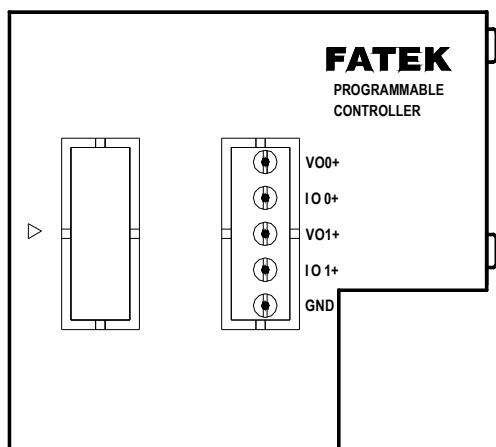 FATEK
PROGRAMMABLE
CONTROLLER
VO0+
IO 0+
VO1+
IO 1+
GND